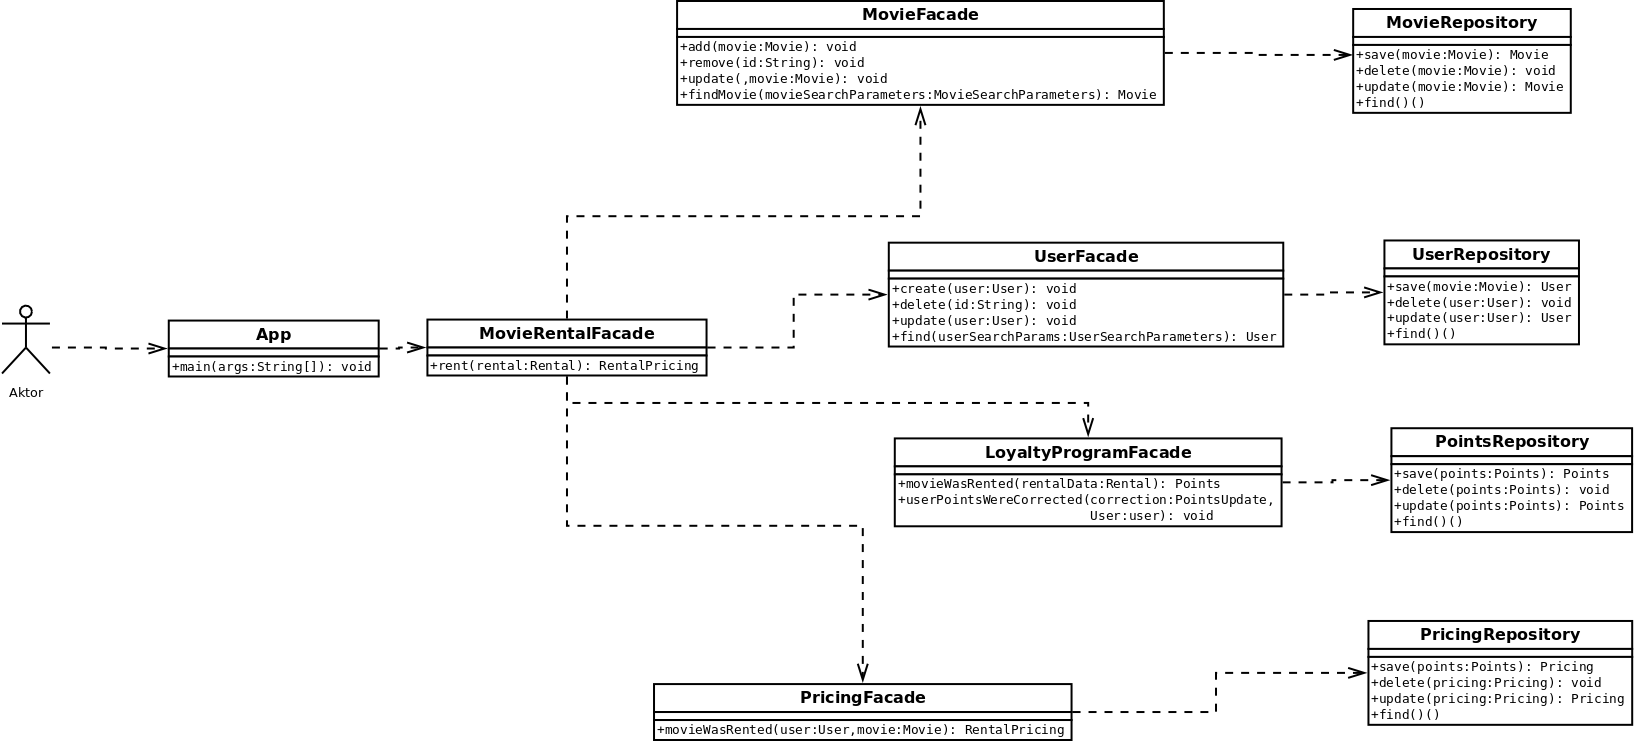 MovieFacade
+add(movie:Movie): void
+remove(id:String): void
+update(,movie:Movie): void
+findMovie(movieSearchParameters:MovieSearchParameters): Movie
MovieRepository
+save(movie:Movie): Movie
+delete(movie:Movie): void
+update(movie:Movie): Movie
+find()()
Aktor
App
+main(args:String[]): void
MovieRentalFacade
+rent(rental:Rental): RentalPricing
UserFacade
+create(user:User): void
+delete(id:String): void
+update(user:User): void
+find(userSearchParams:UserSearchParameters): User
UserRepository
+save(movie:Movie): User
+delete(user:User): void
+update(user:User): User
+find()()
LoyaltyProgramFacade
+movieWasRented(rentalData:Rental): Points
+userPointsWereCorrected(correction:PointsUpdate,
User:user): void
PointsRepository
+save(points:Points): Points
+delete(points:Points): void
+update(points:Points): Points
+find()()
PricingFacade
+movieWasRented(user:User,movie:Movie): RentalPricing
PricingRepository
+save(points:Points): Pricing
+delete(pricing:Pricing): void
+update(pricing:Pricing): Pricing
+find()()